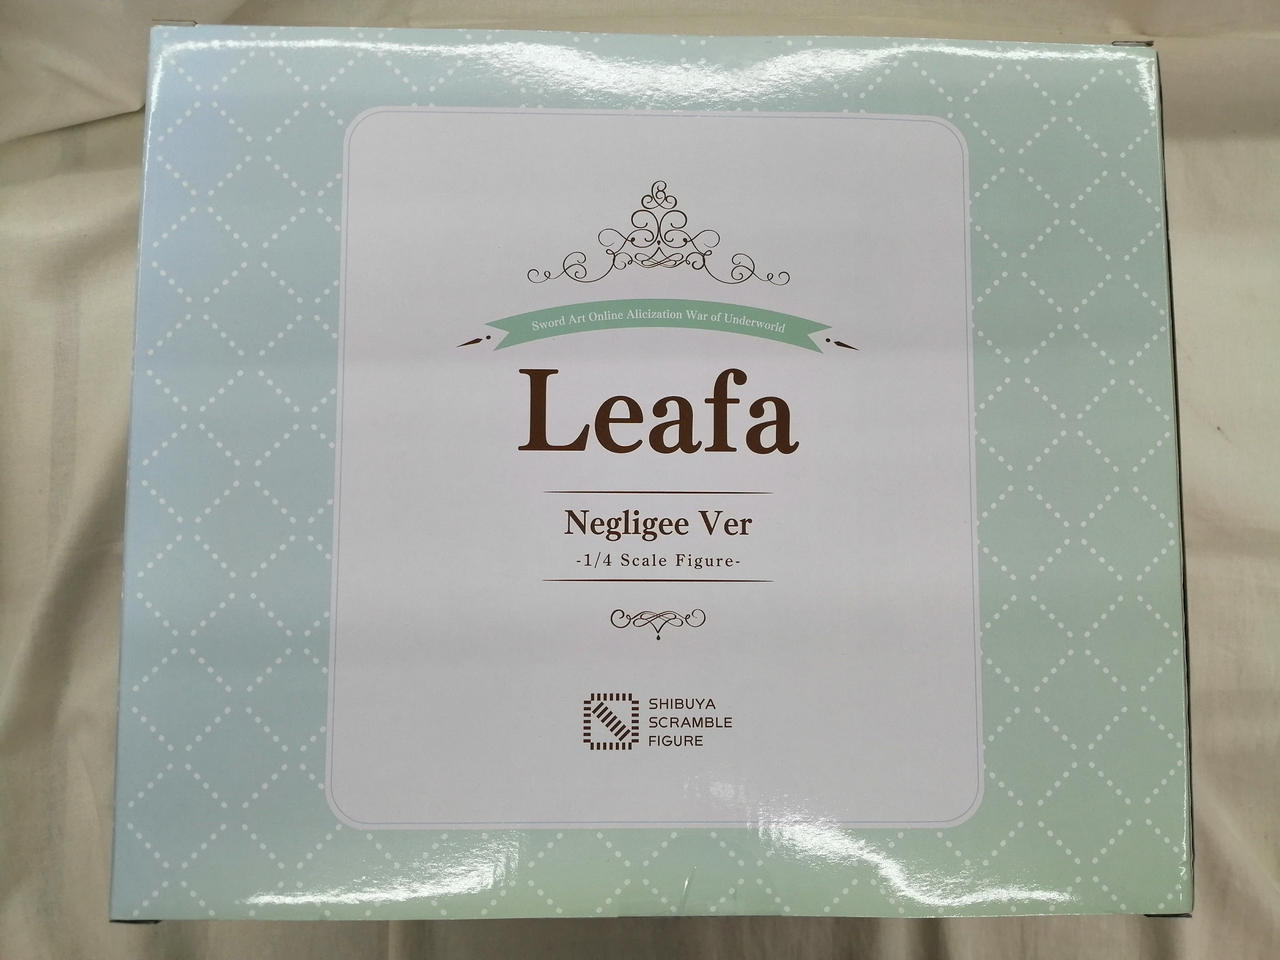 Sword Art Online Alicization War of Underworld
Leafa
Negligee Ver
-1/4 Scale Figure-
SHIBUYA
SCRAMBLE
FIGURE